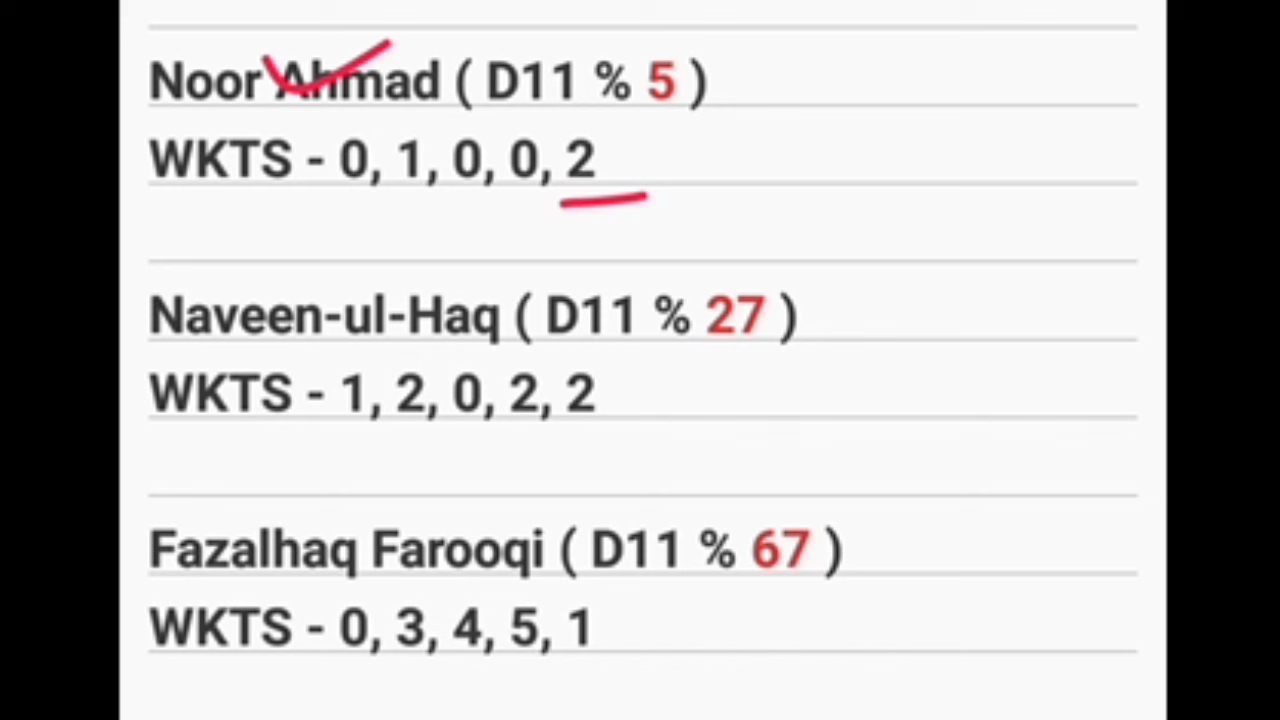 Noor Ahmad ( D11 % 5 )
WKTS - 0, 1, 0, 0, 2
Naveen-ul-Haq ( D11 % 27 )
WKTS - 1, 2, 0, 2, 2
Fazalhaq Farooqi ( D11 % 67 )
WKTS - 0, 3, 4, 5, 1